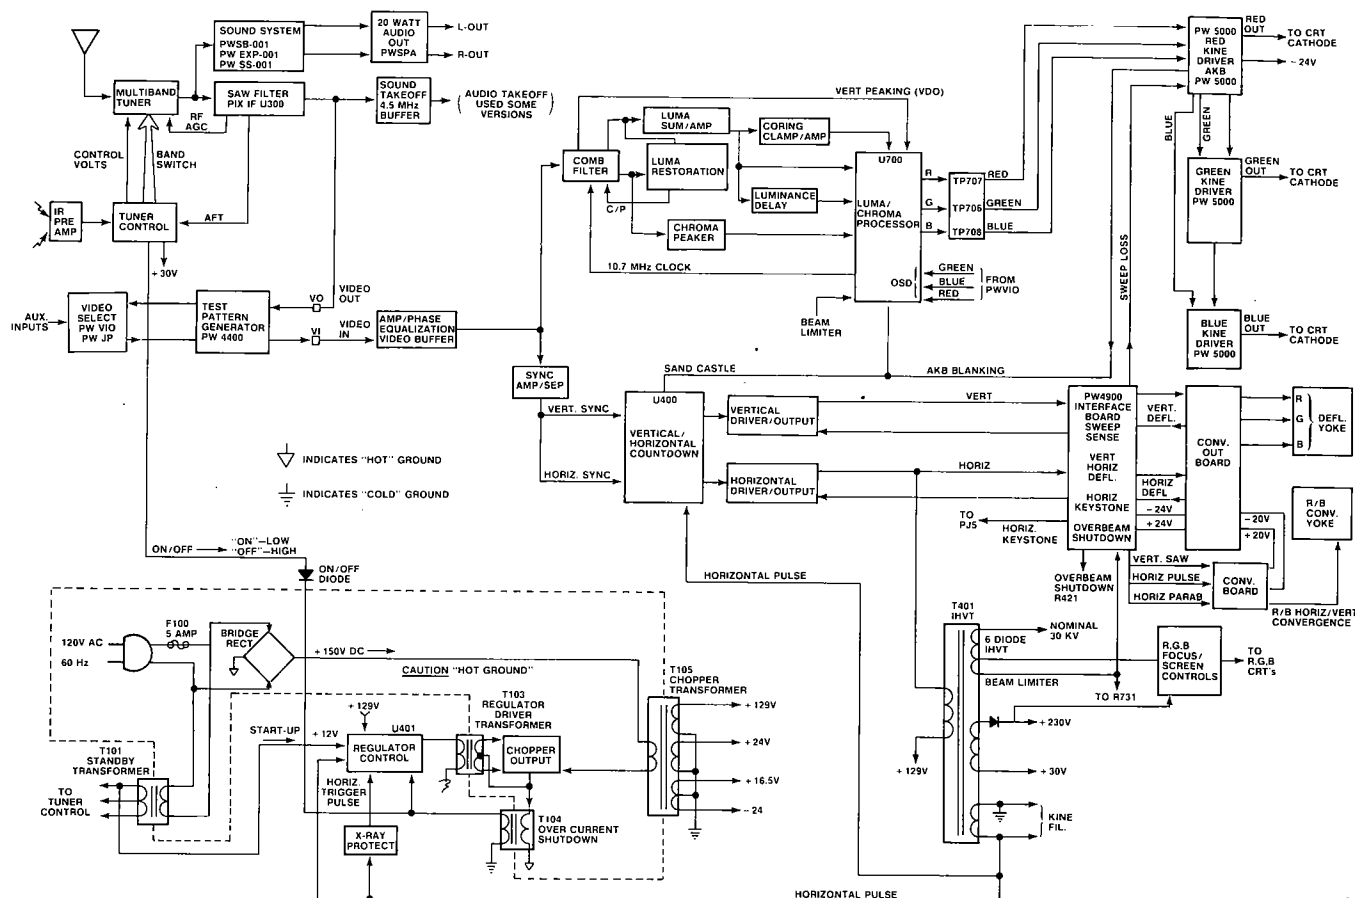 SOUND SYSTEM
PWSB-001
PW EXP-001
PW SS-001
20 WATT
AUDIO
OUT
PWSPA
L-OUT
R-OUT
MULTIBAND
TUNER
SAW FILTER
PIX IF U300
RF
AGC
SOUND
TAKEOFF
4.5 MHz
BUFFER
(AUDIO TAKEOFF
USED SOME
VERSIONS)
CONTROL
VOLTS
BAND
SWITCH
IR
PRE
AMP
TUNER
CONTROL
AFT
+30V
AUX.
INPUTS
VIDEO
SELECT
PW VIO
PW JP
TEST
PATTERN
GENERATOR
PW 4400
VO
VIDEO
OUT
VI
VIDEO
IN
AMP/PHASE
EQUALIZATION
VIDEO BUFFER
VERT PEAKING (VDO)
COMB
FILTER
LUMA
SUM/AMP
CORING
CLAMP/AMP
LUMA
RESTORATION
C/P
LUMINANCE
DELAY
CHROMA
PEAKER
U700
LUMA/
CHROMA
PROCESSOR
10.7 MHz CLOCK
OSD
GREEN
BLUE
RED
FROM
PWVIO
BEAM
LIMITER
R
G
B
TP707
TP706
TP708
RED
GREEN
BLUE
PW 5000
RED
KINE
DRIVER
AKB
PW 5000
RED
OUT
TO CRT
CATHODE
-24V
BLUE
GREEN
GREEN
KINE
DRIVER
PW 5000
GREEN
OUT
TO CRT
CATHODE
BLUE
KINE
DRIVER
PW 5000
BLUE
OUT
TO CRT
CATHODE
SWEEP LOSS
SYNC
AMP/SEP
SAND CASTLE
AKB BLANKING
VERT. SYNC
HORIZ. SYNC
U400
VERTICAL/
HORIZONTAL
COUNTDOWN
VERTICAL
DRIVER/OUTPUT
HORIZONTAL
DRIVER/OUTPUT
VERT
HORIZ
PW4900
INTERFACE
BOARD
SWEEP
SENSE
VERT
HORIZ
DEFL.
HORIZ
KEYSTONE
OVERBEAM
SHUTDOWN
VERT.
DEFL.
HORIZ
DEFL
-24V
+24V
CONV.
OUT
BOARD
R
G
B
DEFL.
YOKE
R/B
CONV.
YOKE
-20V
+20V
TO
PJ5
HORIZ.
KEYSTONE
VERT. SAW
HORIZ PULSE
HORIZ PARAB
CONV.
BOARD
R/B HORIZ/VERT
CONVERGENCE
OVERBEAM
SHUTDOWN
R421
INDICATES "HOT" GROUND
INDICATES "COLD" GROUND
ON/OFF
"ON"—LOW
"OFF"—HIGH
ON/OFF
DIODE
HORIZONTAL PULSE
120V AC
60 Hz
F100
5 AMP
BRIDGE
RECT
+150V DC
CAUTION "HOT GROUND"
T105
CHOPPER
TRANSFORMER
+129V
+24V
+16.5V
-24
T103
REGULATOR
DRIVER
TRANSFORMER
+129V
U401
START-UP
+12V
REGULATOR
CONTROL
CHOPPER
OUTPUT
T101
STANDBY
TRANSFORMER
TO
TUNER
CONTROL
HORIZ
TRIGGER
PULSE
X-RAY
PROTECT
T104
OVER CURRENT
SHUTDOWN
T401
IHVT
6 DIODE
IHVT
NOMINAL
30 KV
BEAM LIMITER
TO R731
R.G.B
FOCUS/
SCREEN
CONTROLS
TO
R.G.B
CRT's
+129V
+230V
+30V
KINE
FIL.
HORIZONTAL PULSE